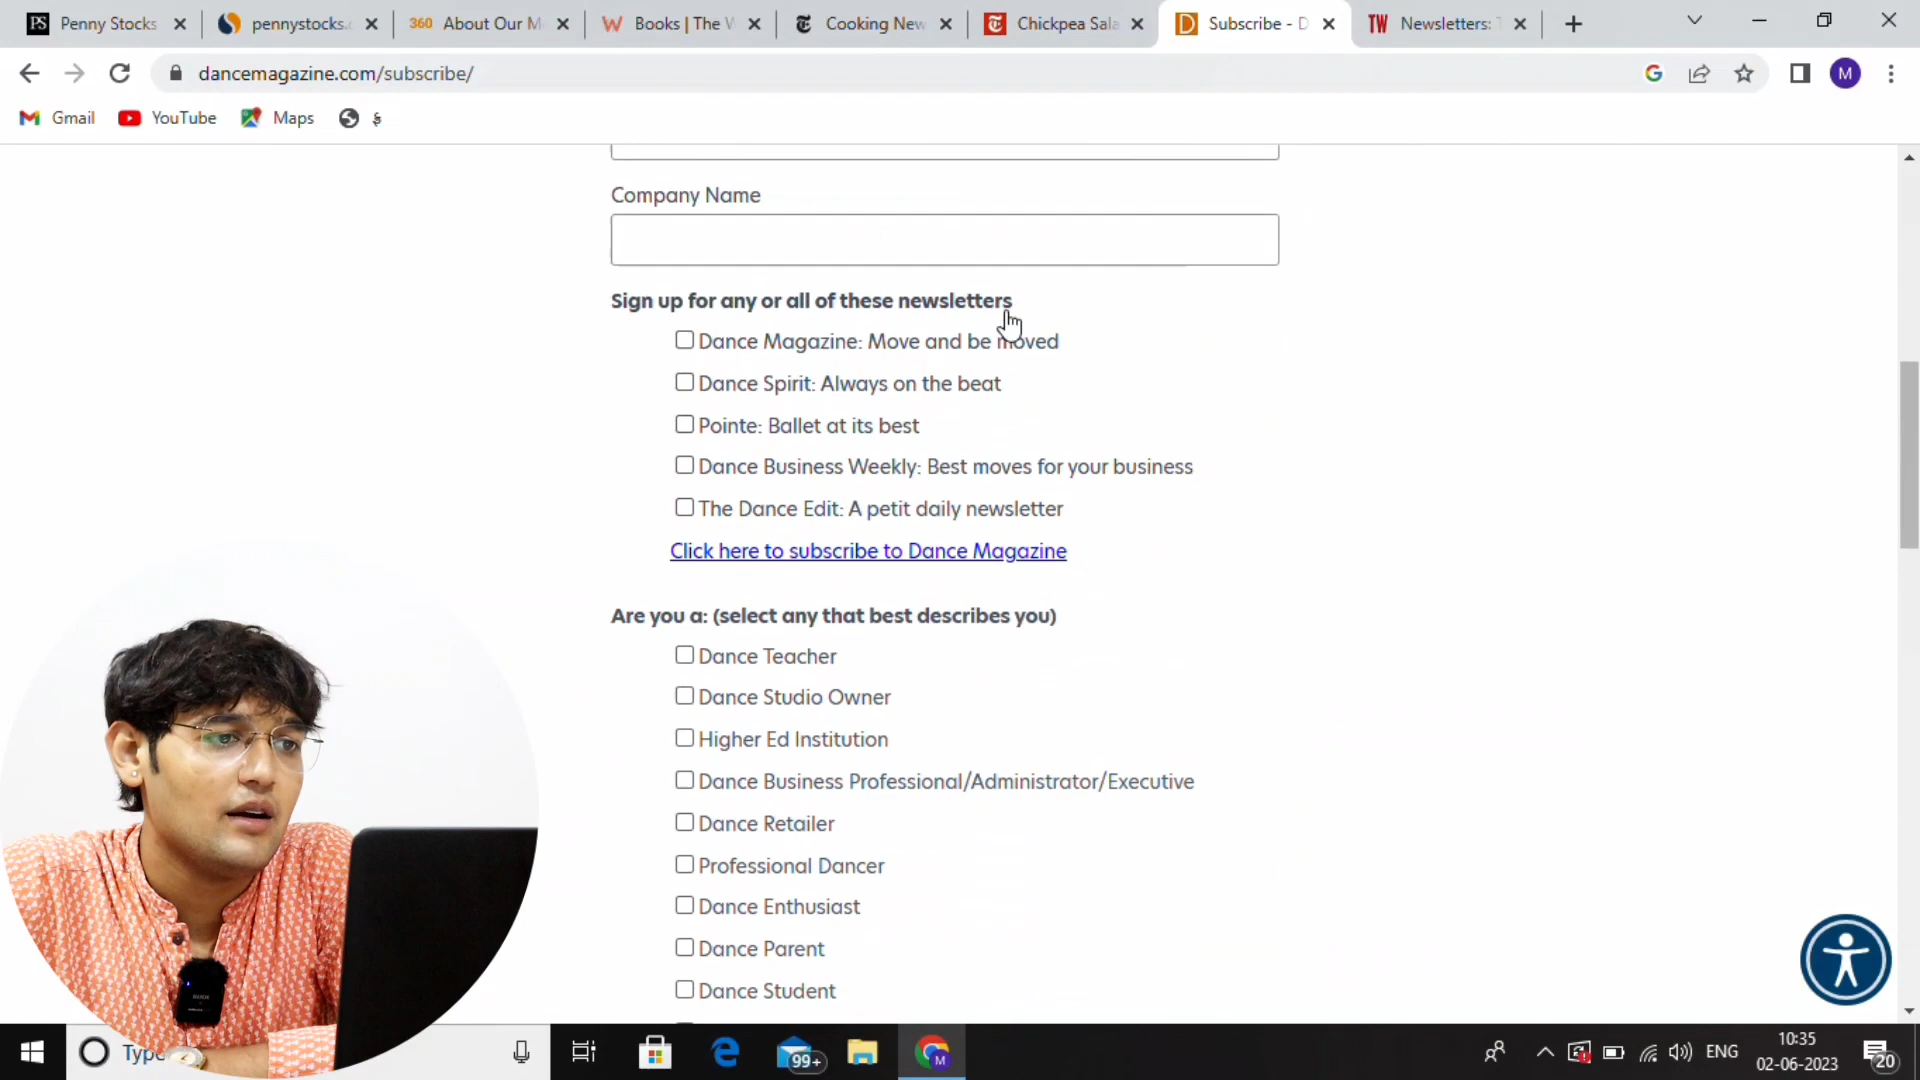 Penny Stocks
pennystocks.
360 About Our M
W Books | The W
Cooking New
Chickpea Sala
Subscribe - D
TW Newsletters: T
dancemagazine.com/subscribe/
M
Gmail YouTube Maps
Company Name
Sign up for any or all of these newsletters
Dance Magazine: Move and be moved
Dance Spirit: Always on the beat
Pointe: Ballet at its best
Dance Business Weekly: Best moves for your business
The Dance Edit: A petit daily newsletter
Click here to subscribe to Dance Magazine
Are you a: (select any that best describes you)
Dance Teacher
Dance Studio Owner
Higher Ed Institution
Dance Business Professional/Administrator/Executive
Dance Retailer
Professional Dancer
Dance Enthusiast
Dance Parent
Dance Student
Type
99+
M
ENG
10:35
02-06-2023
20